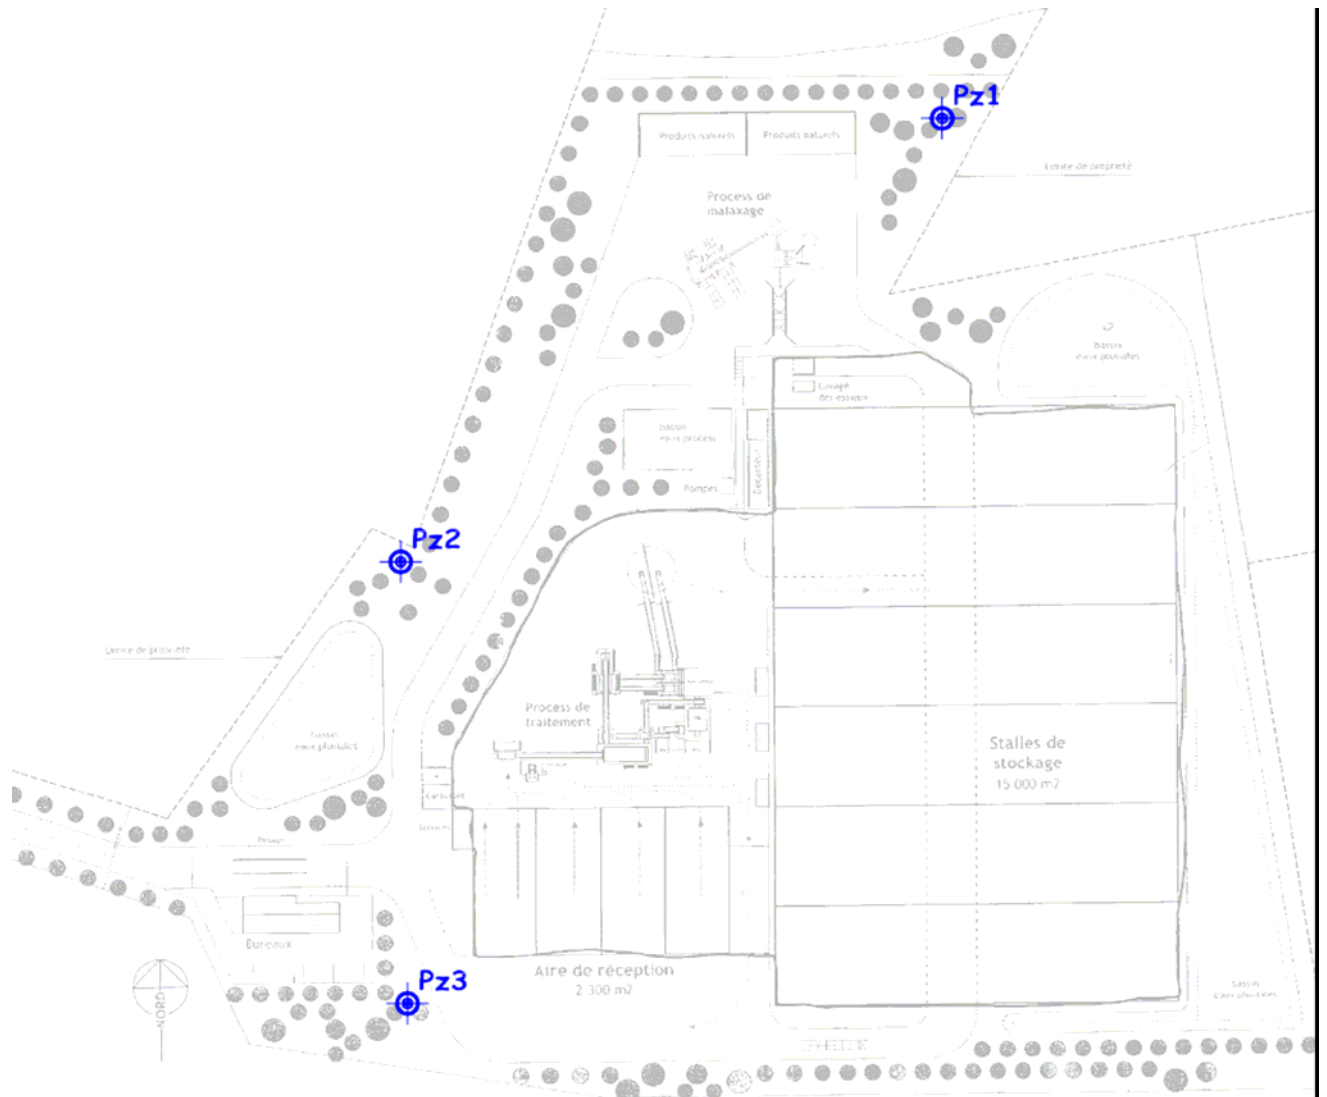 Pz1
Produits naturels
Produits naturels
Limite de propriété
Process de
malaxage
Bassin
eaux pluviales
Lavage
des essieux
Bassin
eaux process
Décanteur
Pompes
Pz2
Limite de propriété
Process de
traitement
Bassin
eaux pluviales
Stalles de
stockage
15 000 m2
Carburant
Pesage
Bureaux
Aire de réception
2 300 m2
Pz3
NORD
Bassin
eaux pluviales